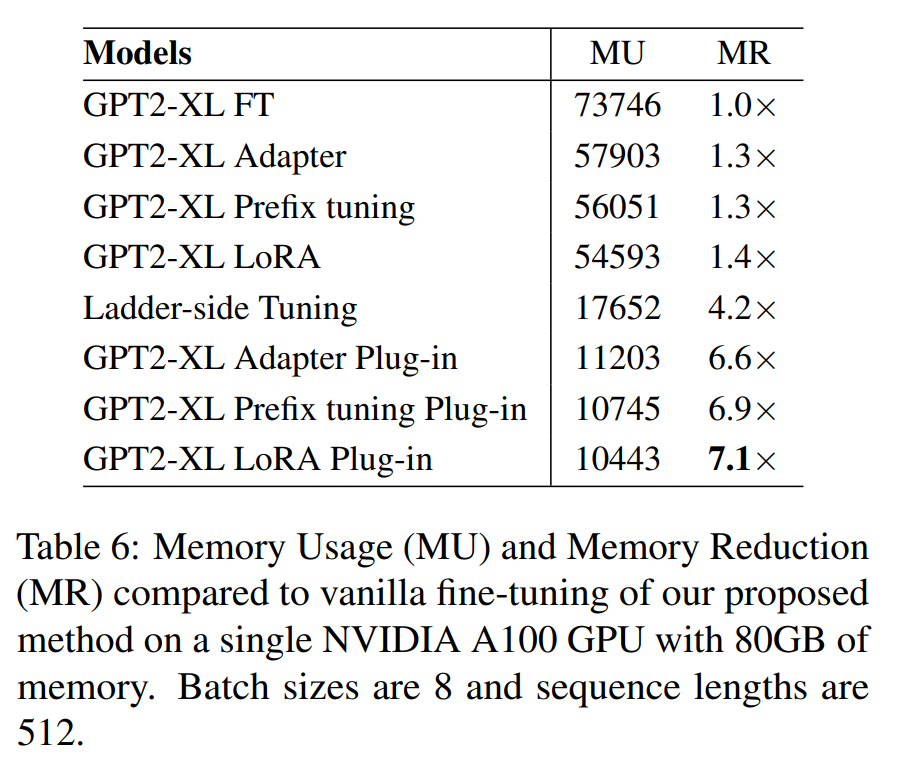 Models MU MR
GPT2-XL FT 73746 1.0×
GPT2-XL Adapter 57903 1.3×
GPT2-XL Prefix tuning 56051 1.3×
GPT2-XL LoRA 54593 1.4×
Ladder-side Tuning 17652 4.2×
GPT2-XL Adapter Plug-in 11203 6.6×
GPT2-XL Prefix tuning Plug-in 10745 6.9×
GPT2-XL LoRA Plug-in 10443 7.1×
Table 6: Memory Usage (MU) and Memory Reduction
(MR) compared to vanilla fine-tuning of our proposed
method on a single NVIDIA A100 GPU with 80GB of
memory. Batch sizes are 8 and sequence lengths are
512.